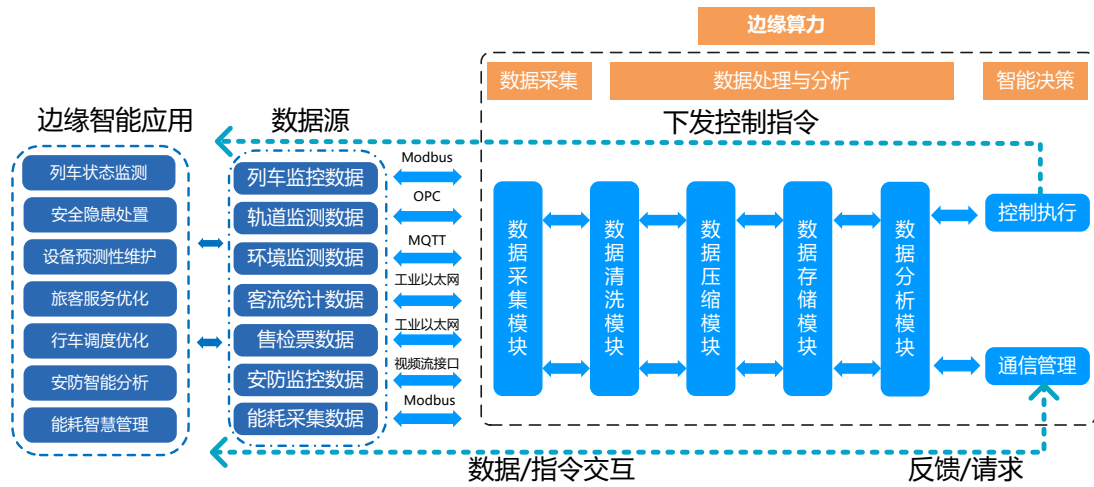 边缘算力
数据采集
数据处理与分析
智能决策
边缘智能应用
数据源
下发控制指令
列车状态监测
安全隐患处置
设备预测性维护
旅客服务优化
行车调度优化
安防智能分析
能耗智慧管理
列车监控数据
轨道监测数据
环境监测数据
客流统计数据
售检票数据
安防监控数据
能耗采集数据
Modbus
OPC
MQTT
工业以太网
工业以太网
视频流接口
Modbus
数据采集模块
数据清洗模块
数据压缩模块
数据存储模块
数据分析模块
控制执行
通信管理
数据/指令交互
反馈/请求